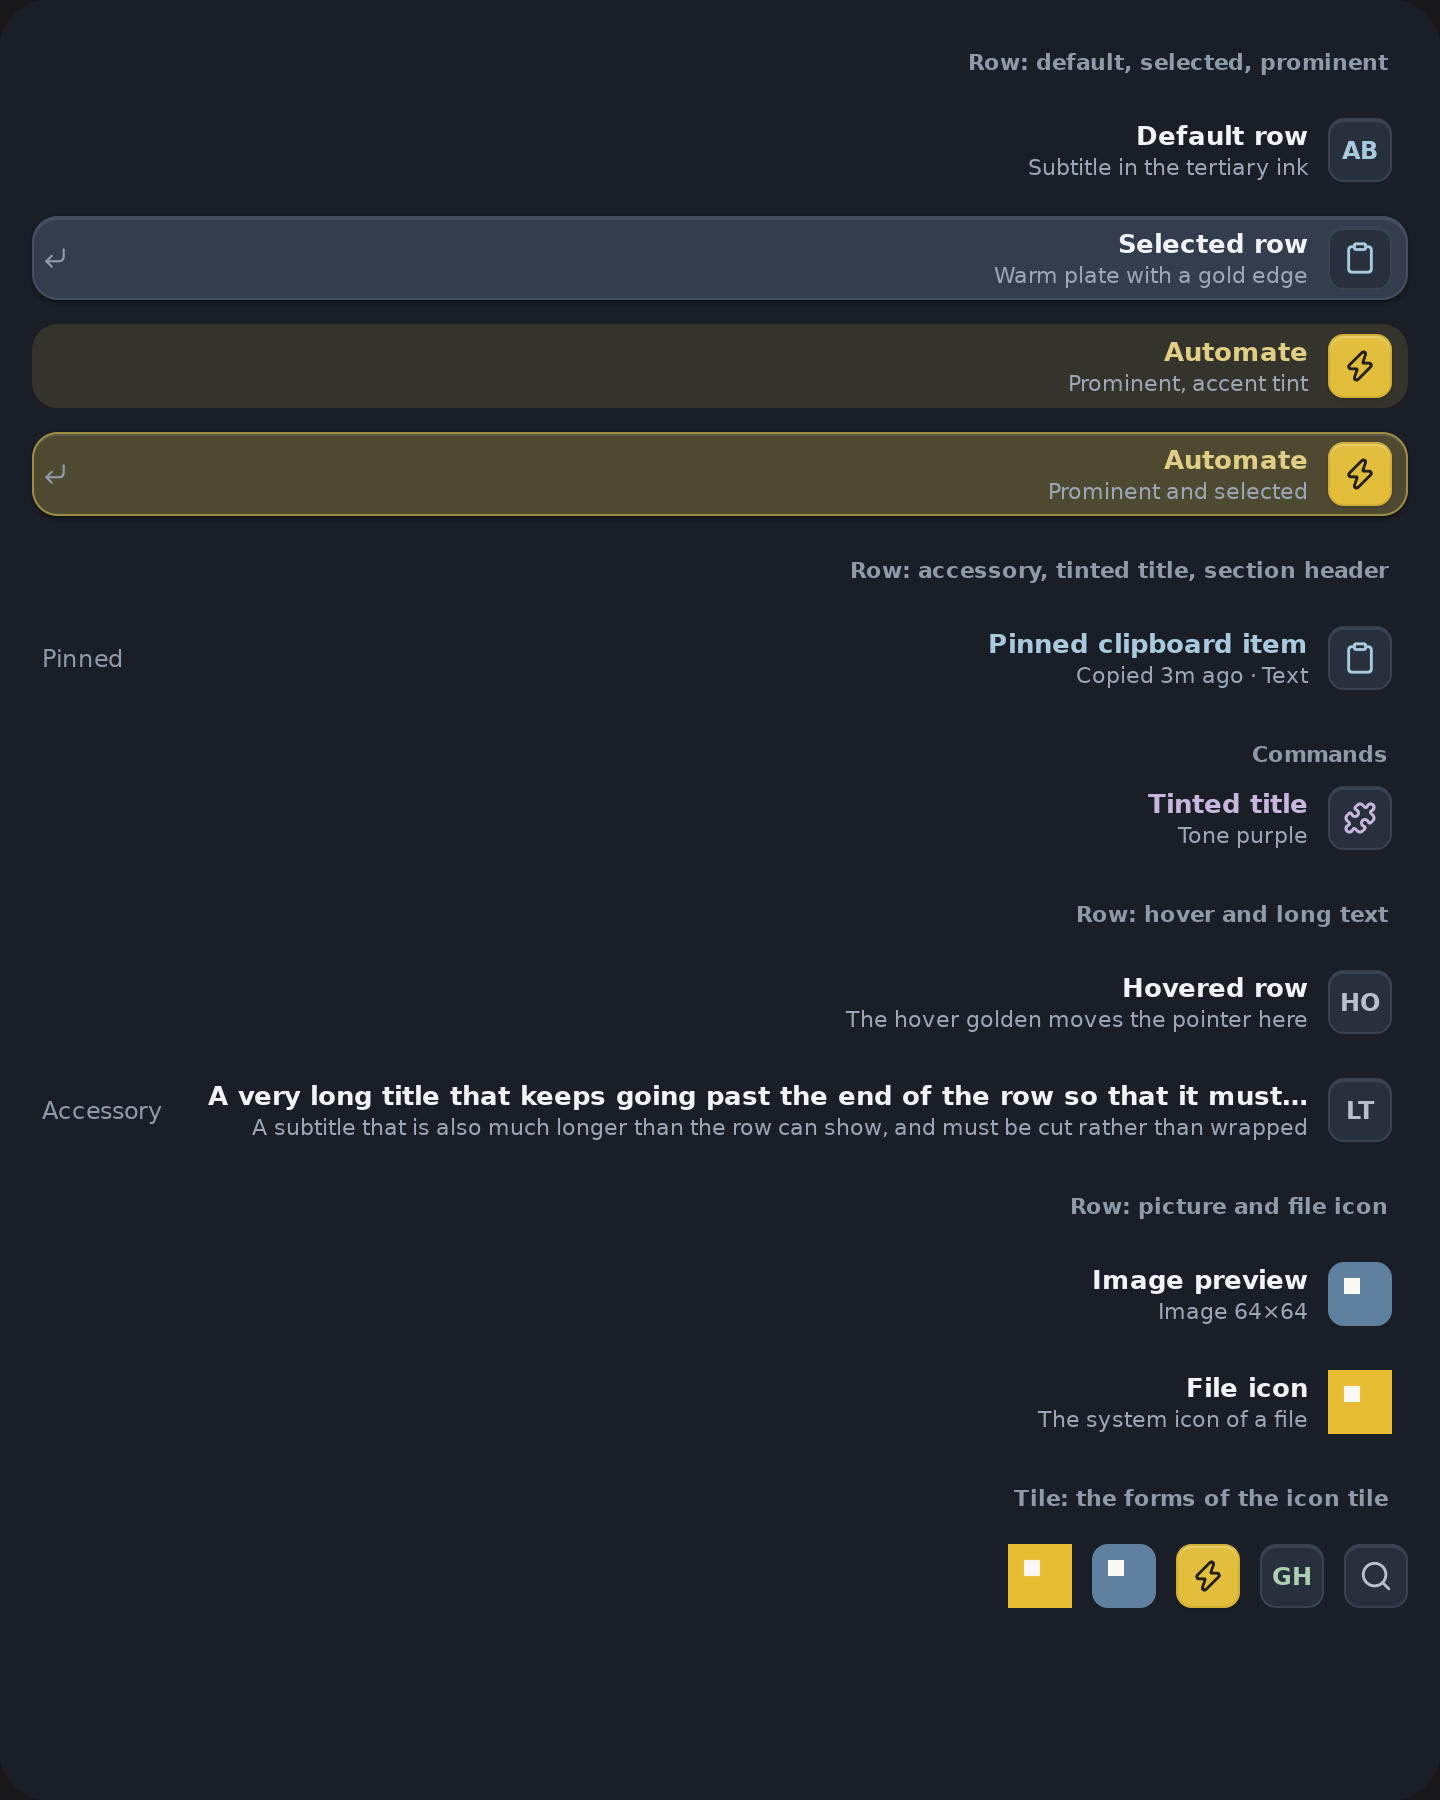 Row: default, selected, prominent
AB
Default row
Subtitle in the tertiary ink
Selected row
Warm plate with a gold edge
Automate
Prominent, accent tint
Automate
Prominent and selected
Row: accessory, tinted title, section header
Pinned clipboard item
Copied 3m ago · Text
Pinned
Commands
Tinted title
Tone purple
Row: hover and long text
HO
Hovered row
The hover golden moves the pointer here
LT
A very long title that keeps going past the end of the row so that it must…
A subtitle that is also much longer than the row can show, and must be cut rather than wrapped
Accessory
Row: picture and file icon
Image preview
Image 64×64
File icon
The system icon of a file
Tile: the forms of the icon tile
GH